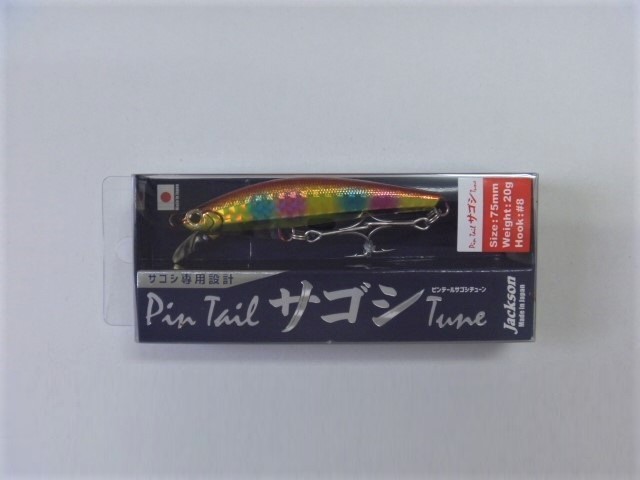 Pin Tail サゴシ Tune
Size:75mm
Weight:20g
Hook:#8
サゴシ専用設計
ピンテールサゴシチューン
Pin Tail サゴシ Tune
Jackson
Made in Japan